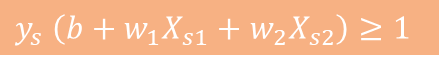 yₛ (b + w₁Xₛ₁ + w₂Xₛ₂) ≥ 1